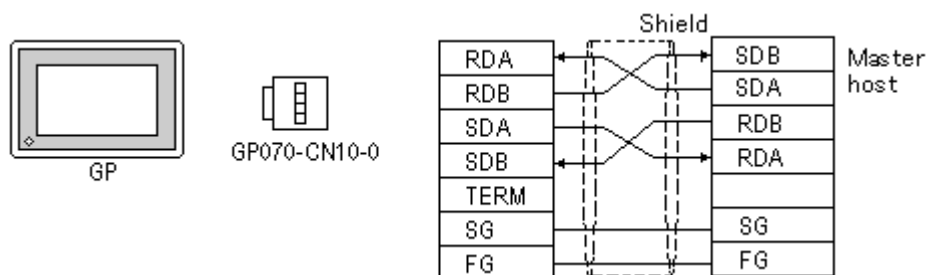 Shield
RDA
SDB
Master
host
RDB
SDA
SDA
RDB
SDB
RDA
TERM
SG
SG
FG
FG
GP
GP070-CN10-0